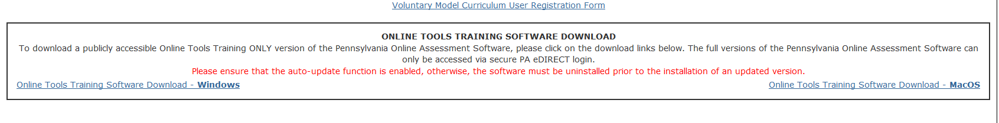 Voluntary Model Curriculum User Registration Form
ONLINE TOOLS TRAINING SOFTWARE DOWNLOAD
To download a publicly accessible Online Tools Training ONLY version of the Pennsylvania Online Assessment Software, please click on the download links below. The full versions of the Pennsylvania Online Assessment Software can
only be accessed via secure PA eDIRECT login.
Please ensure that the auto-update function is enabled, otherwise, the software must be uninstalled prior to the installation of an updated version.
Online Tools Training Software Download - Windows
Online Tools Training Software Download - MacOS